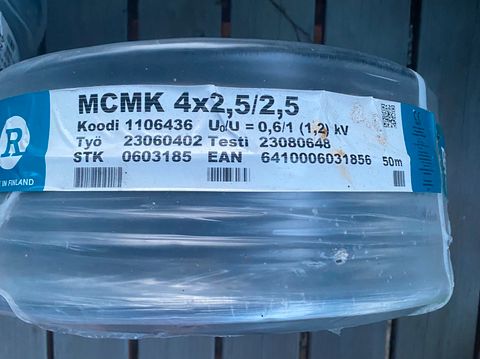 MCMK 4x2,5/2,5
Koodi 1106436 U₀/U = 0,6/1 (1,2) kV
Työ 23060402 Testi 23080648
STK 0603185 EAN 6410006031856 50m
R
IN FINLAND